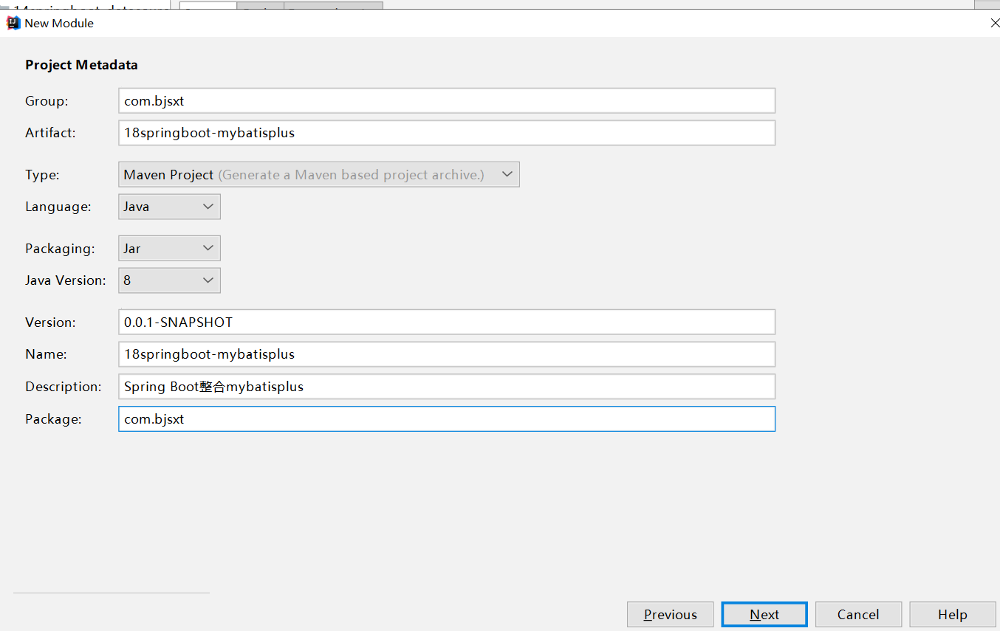 New Module
Project Metadata
Group: com.bjsxt
Artifact: 18springboot-mybatisplus
Type: Maven Project (Generate a Maven based project archive.)
Language: Java
Packaging: Jar
Java Version: 8
Version: 0.0.1-SNAPSHOT
Name: 18springboot-mybatisplus
Description: Spring Boot整合mybatisplus
Package: com.bjsxt
Previous Next Cancel Help